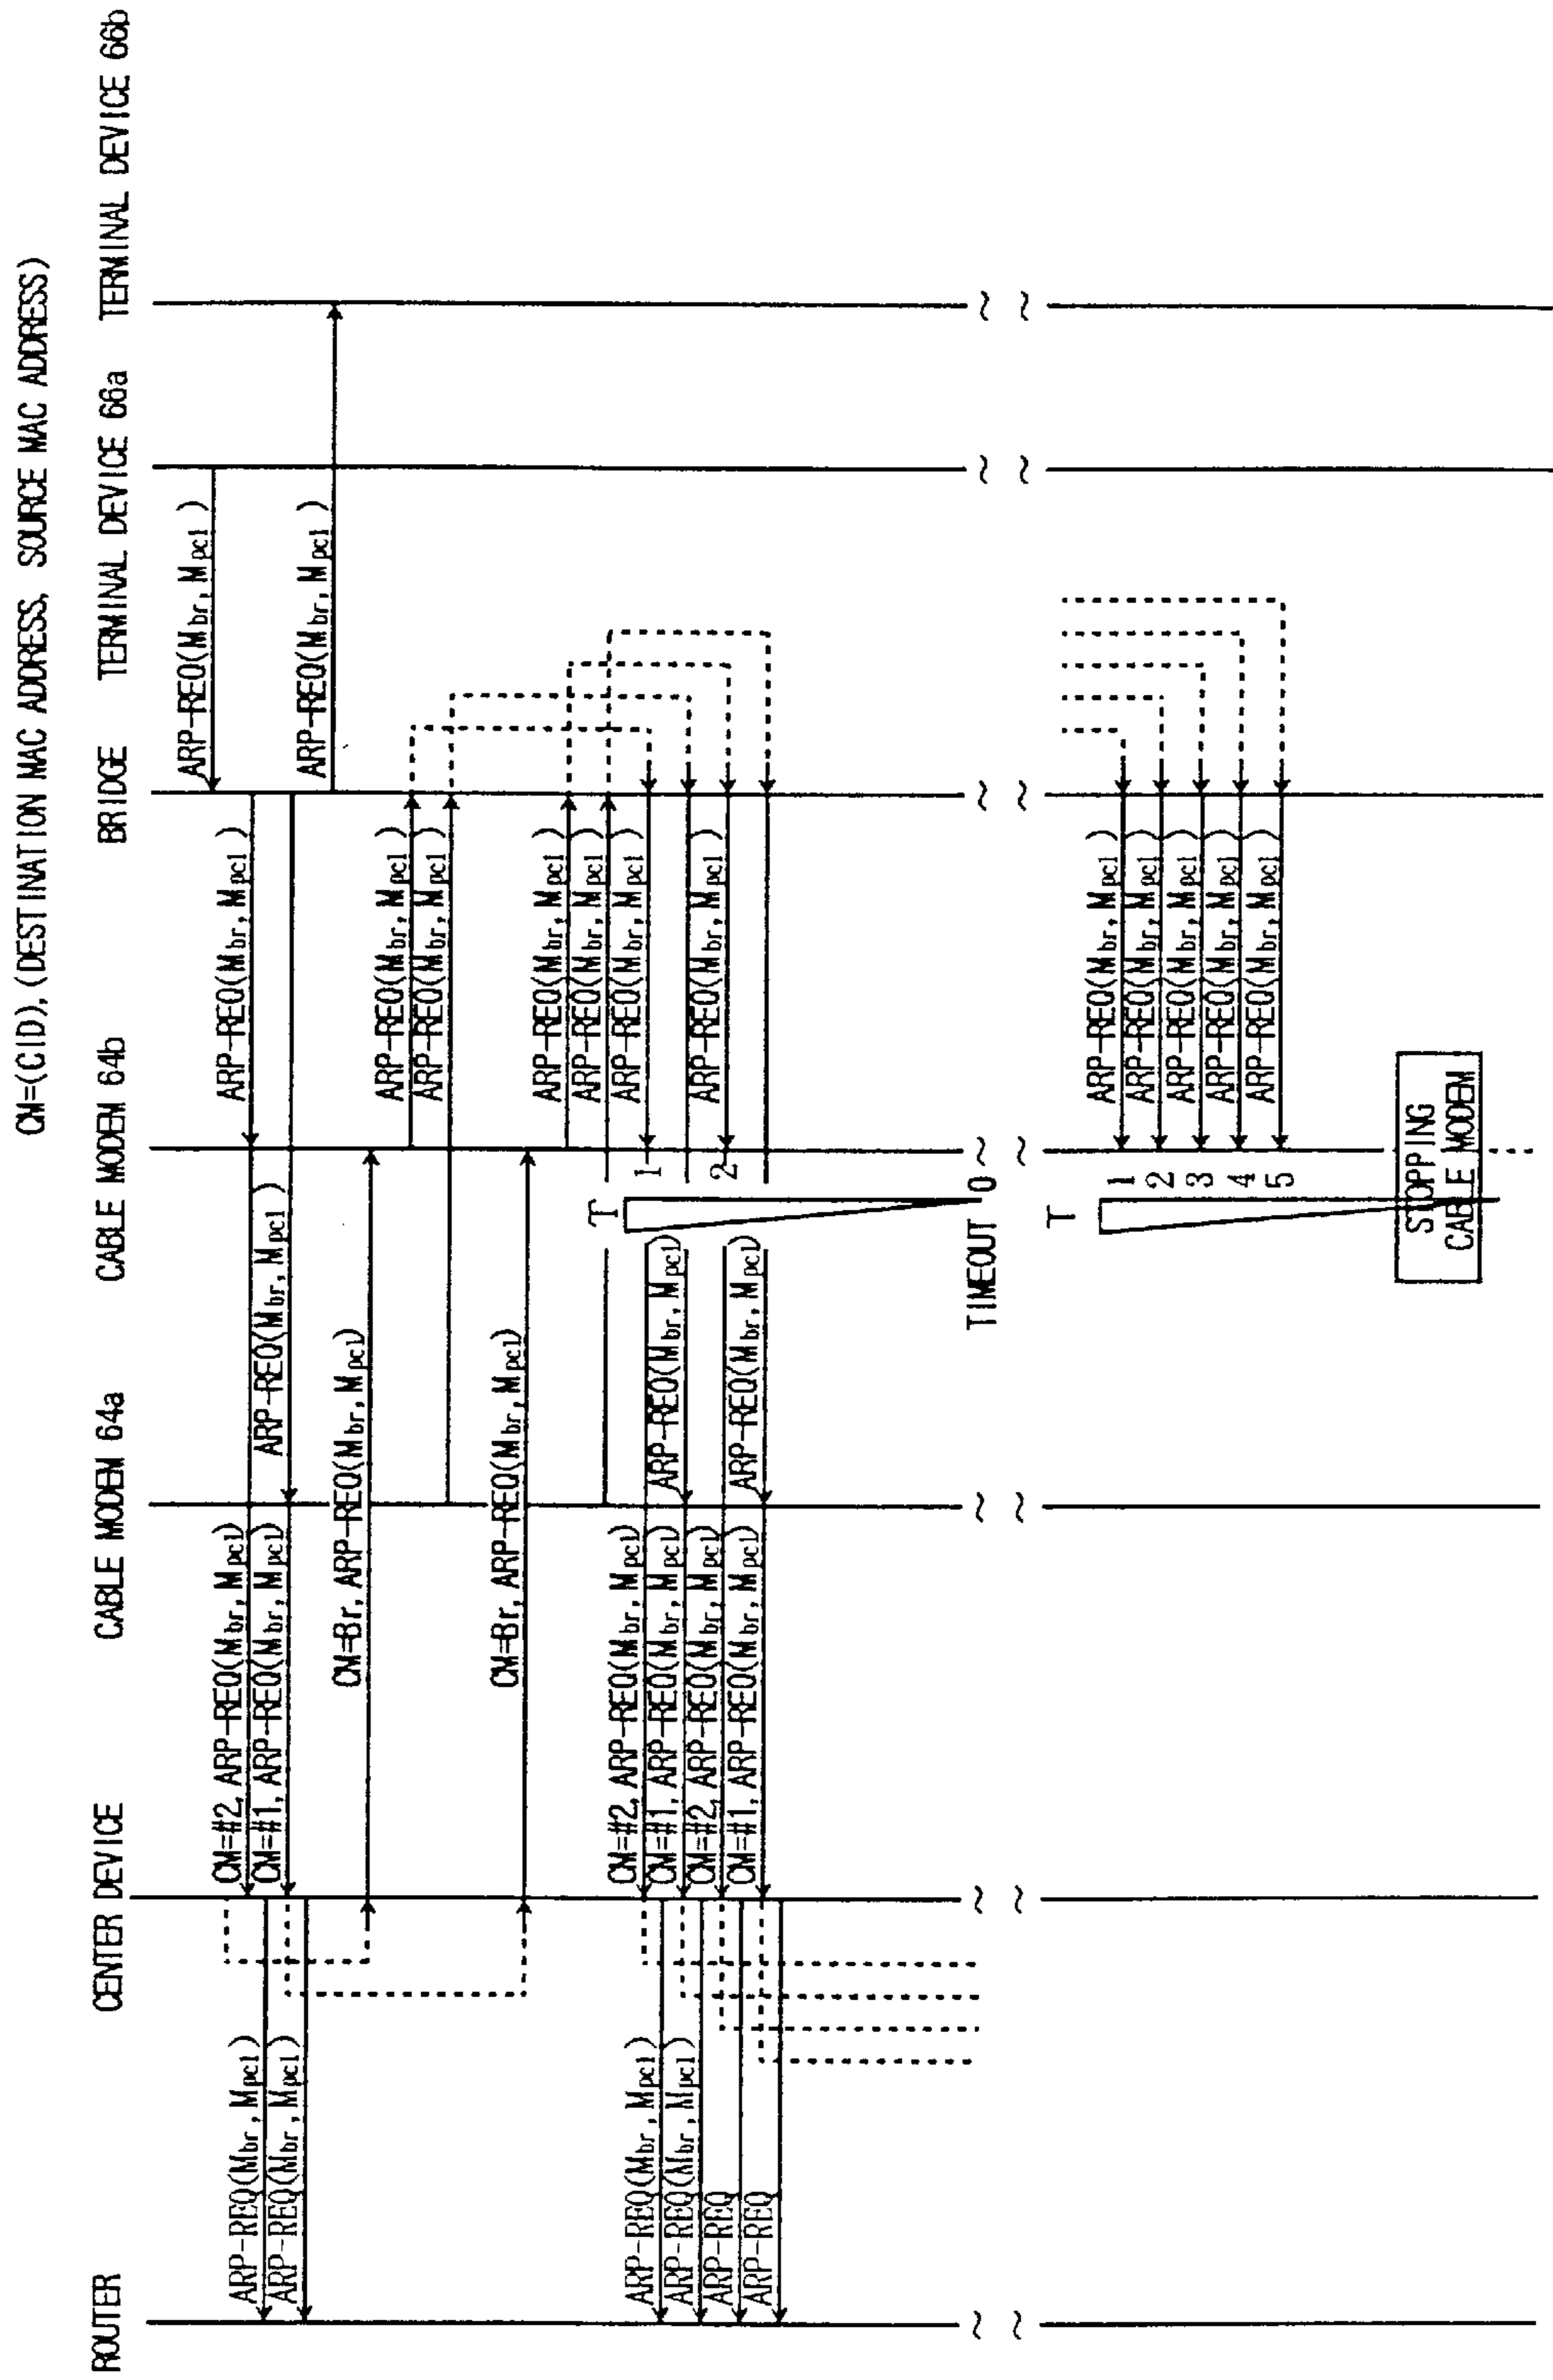 CM=(CID), (DESTINATION MAC ADDRESS, SOURCE MAC ADDRESS)
ROUTER
CENTER DEVICE
CABLE MODEM 64a
CABLE MODEM 64b
BRIDGE
TERMINAL DEVICE 66a
TERMINAL DEVICE 66b
ARP-REQ(Mbr, Mpc1)
CM=#2, ARP-REQ(Mbr, Mpc1)
ARP-REQ(Mbr, Mpc1)
ARP-REQ(Mbr, Mpc1)
CM=#1, ARP-REQ(Mbr, Mpc1)
ARP-REQ(Mbr, Mpc1)
ARP-REQ(Mbr, Mpc1)
ARP-REQ(Mbr, Mpc1)
CM=Br, ARP-REQ(Mbr, Mpc1)
ARP-REQ(Mbr, Mpc1)
ARP-REQ(Mbr, Mpc1)
CM=Br, ARP-REQ(Mbr, Mpc1)
ARP-REQ(Mbr, Mpc1)
ARP-REQ(Mbr, Mpc1)
T
ARP-REQ(Mbr, Mpc1)
CM=#2, ARP-REQ(Mbr, Mpc1)
1
ARP-REQ(Mbr, Mpc1)
ARP-REQ(Mbr, Mpc1)
CM=#1, ARP-REQ(Mbr, Mpc1)
ARP-REQ(Mbr, Mpc1)
ARP-REQ
CM=#2, ARP-REQ(Mbr, Mpc1)
2
ARP-REQ(Mbr, Mpc1)
ARP-REQ
CM=#1, ARP-REQ(Mbr, Mpc1)
ARP-REQ(Mbr, Mpc1)
TIMEOUT 0
T
1
ARP-REQ(Mbr, Mpc1)
2
ARP-REQ(Mbr, Mpc1)
3
ARP-REQ(Mbr, Mpc1)
4
ARP-REQ(Mbr, Mpc1)
5
ARP-REQ(Mbr, Mpc1)
STOPPING
CABLE MODEM